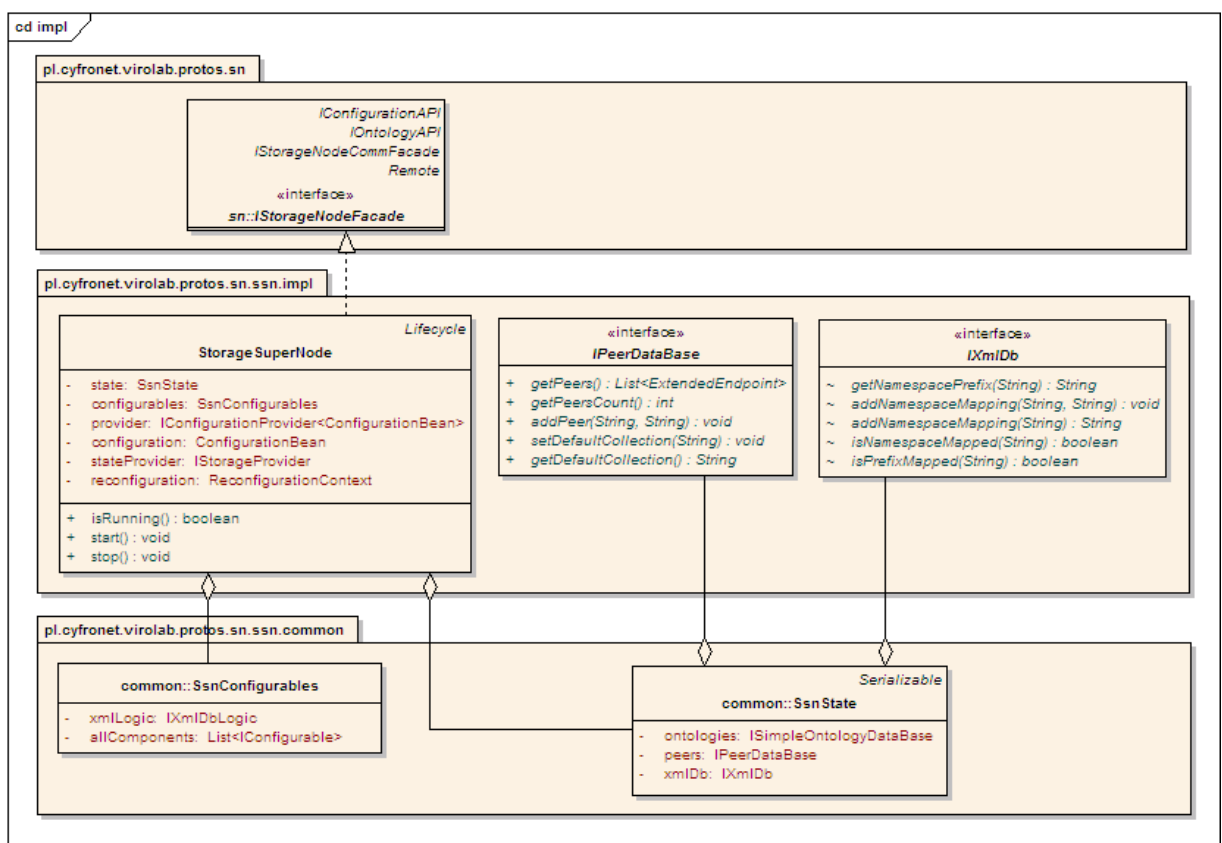 cd impl
pl.cyfronet.virolab.protos.sn
IConfigurationAPI
IOntologyAPI
IStorageNodeCommFacade
Remote
«interface»
sn::IStorageNodeFacade
pl.cyfronet.virolab.protos.sn.ssn.impl
Lifecycle
StorageSuperNode
- state: SsnState
- configurables: SsnConfigurables
- provider: IConfigurationProvider<ConfigurationBean>
- configuration: ConfigurationBean
- stateProvider: IStorageProvider
- reconfiguration: ReconfigurationContext
+ isRunning() : boolean
+ start() : void
+ stop() : void
«interface»
IPeerDataBase
+ getPeers() : List<ExtendedEndpoint>
+ getPeersCount() : int
+ addPeer(String, String) : void
+ setDefaultCollection(String) : void
+ getDefaultCollection() : String
«interface»
IXmlDb
~ getNamespacePrefix(String) : String
~ addNamespaceMapping(String, String) : void
~ addNamespaceMapping(String) : String
~ isNamespaceMapped(String) : boolean
~ isPrefixMapped(String) : boolean
pl.cyfronet.virolab.protos.sn.ssn.common
common::SsnConfigurables
- xmlLogic: IXmlDbLogic
- allComponents: List<IConfigurable>
Serializable
common::SsnState
- ontologies: ISimpleOntologyDataBase
- peers: IPeerDataBase
- xmlDb: IXmlDb